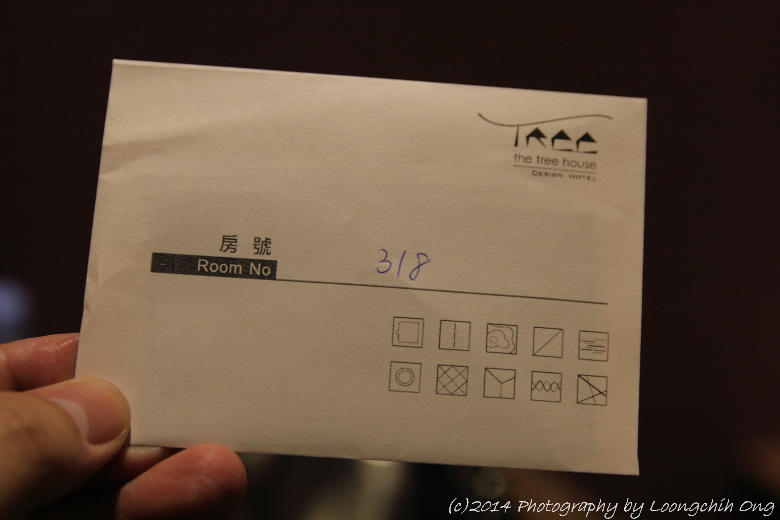 TREE
the tree house
DESIGN HOTEL
房 號
Room No
318
(c)2014 Photography by Loongchih Ong